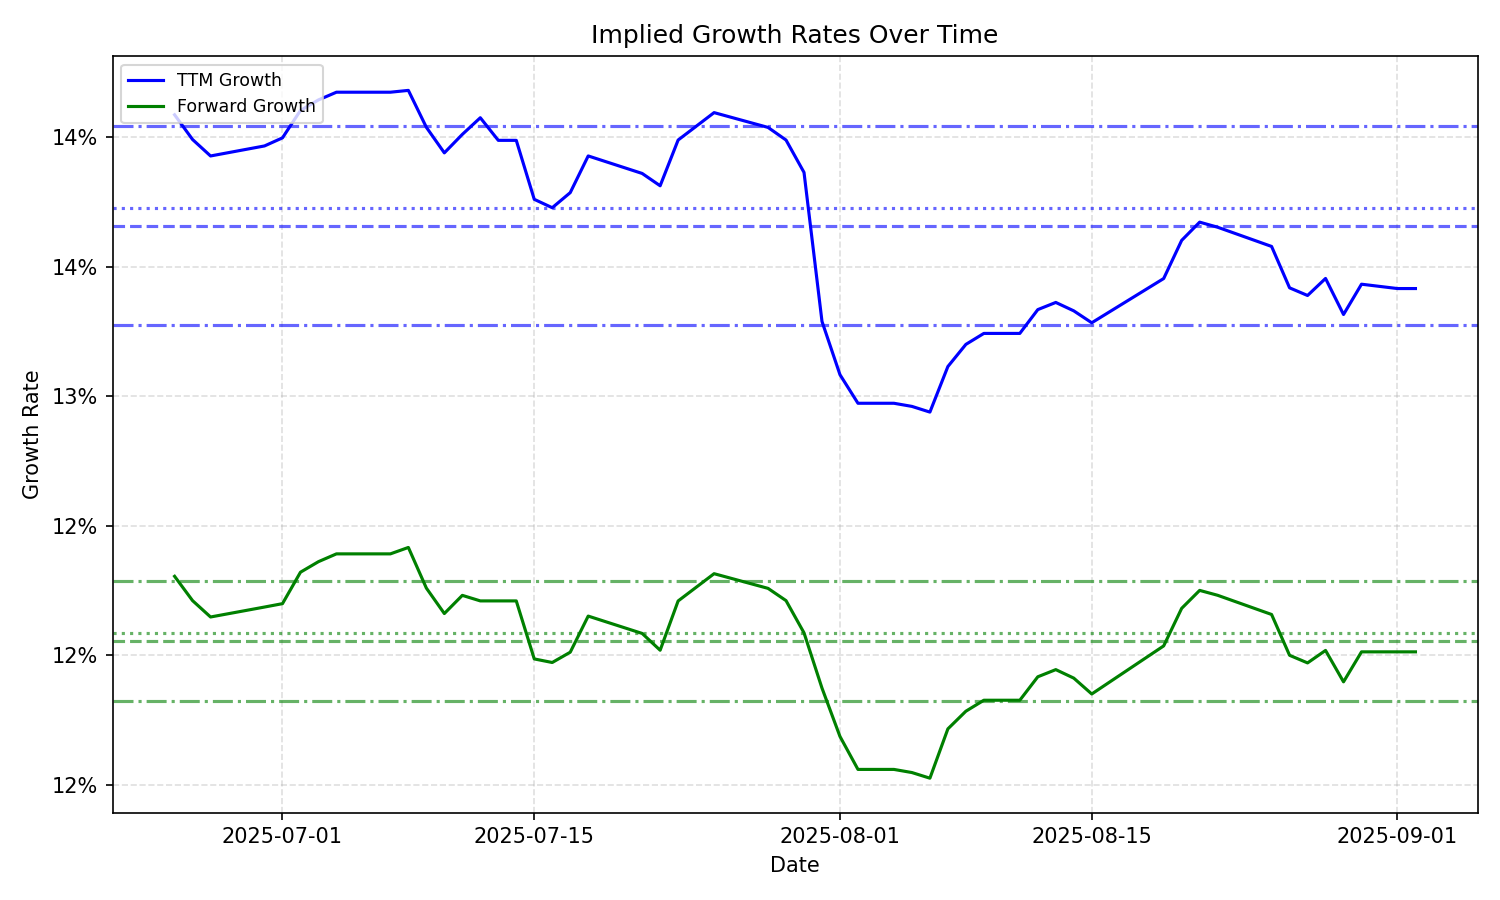 Implied Growth Rates Over Time
TTM Growth
Forward Growth
14%
14%
13%
12%
12%
12%
Growth Rate
2025-07-01
2025-07-15
2025-08-01
2025-08-15
2025-09-01
Date